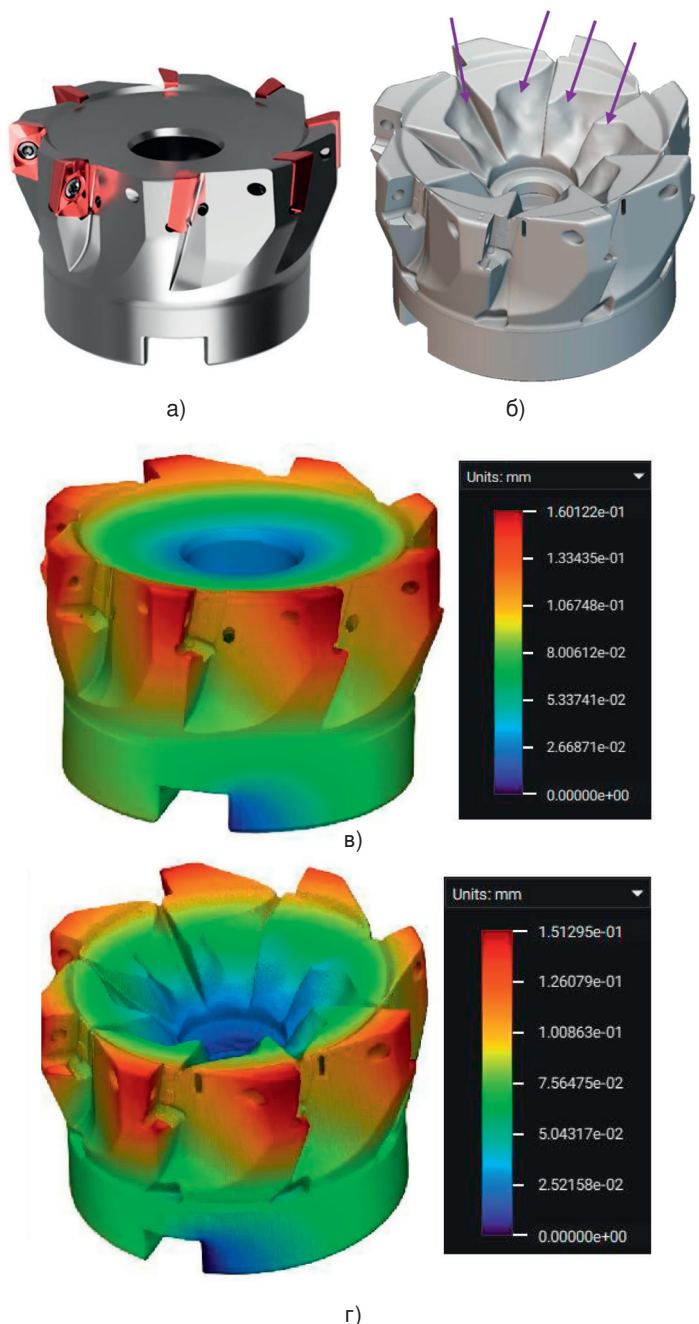 а)
б)
Units: mm
1.60122e-01
1.33435e-01
1.06748e-01
8.00612e-02
5.33741e-02
2.66871e-02
0.00000e+00
в)
Units: mm
1.51295e-01
1.26079e-01
1.00863e-01
7.56475e-02
5.04317e-02
2.52158e-02
0.00000e+00
г)